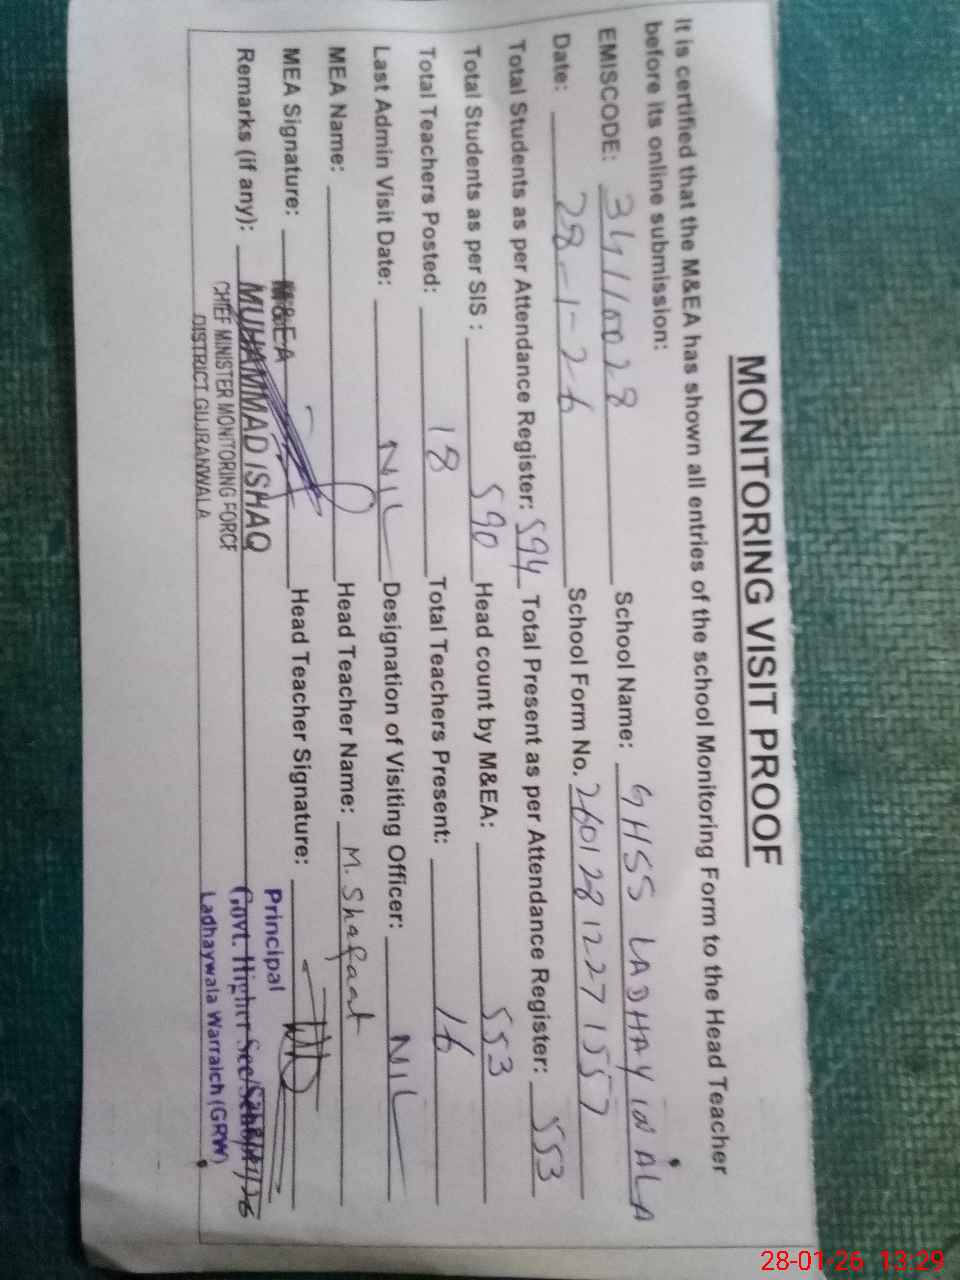 MONITORING VISIT PROOF
It is certified that the M&EA has shown all entries of the school Monitoring Form to the Head Teacher
before its online submission:
EMISCODE: 34110028 School Name: GHSS LADHAYWALA
Date: 28-1-26 School Form No. 26012812271557
Total Students as per Attendance Register: 594 Total Present as per Attendance Register: 553
Total Students as per SIS : 590 Head count by M&EA: 553
Total Teachers Posted: 18 Total Teachers Present: 16
Last Admin Visit Date: NIL Designation of Visiting Officer: NIL
MEA Name: Head Teacher Name: M. Shafaat
MEA Signature: Head Teacher Signature:
Remarks (if any):
M&EA
MUHAMMAD ISHAQ
CHIEF MINISTER MONITORING FORCE
DISTRICT GUJRANWALA
Principal
Govt. Higher Sec/
Ladhaywala Warraich (GRW)
28-01-26 13:29